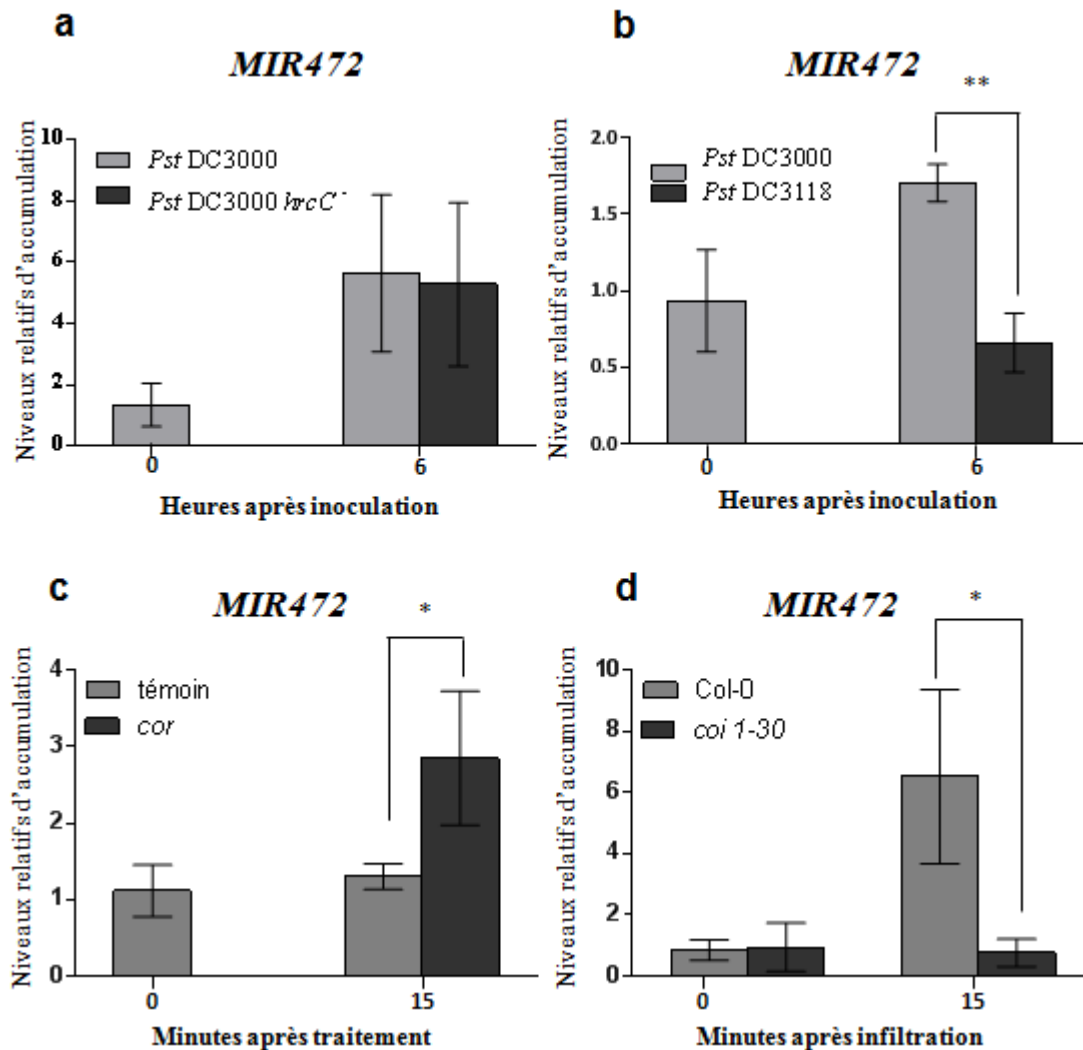 a
MIR472
Niveaux relatifs d'accumulation
10
8
6
4
2
0
Pst DC3000
Pst DC3000 hrcC-
0
6
Heures après inoculation
b
MIR472
**
Niveaux relatifs d'accumulation
2.0
1.5
1.0
0.5
0.0
Pst DC3000
Pst DC3118
0
6
Heures après inoculation
c
MIR472
*
Niveaux relatifs d'accumulation
4
3
2
1
0
témoin
cor
0
15
Minutes après traitement
d
MIR472
*
Niveaux relatifs d'accumulation
10
8
6
4
2
0
Col-0
coi 1-30
0
15
Minutes après infiltration